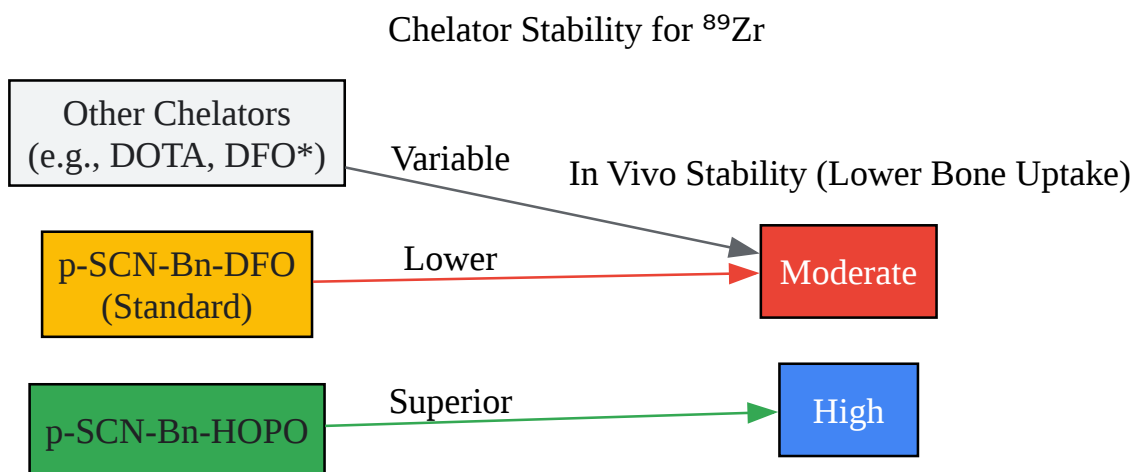 Chelator Stability for ⁸⁹Zr
Other Chelators
(e.g., DOTA, DFO*)
Variable
In Vivo Stability (Lower Bone Uptake)
p-SCN-Bn-DFO
(Standard)
Lower
Moderate
p-SCN-Bn-HOPO
Superior
High